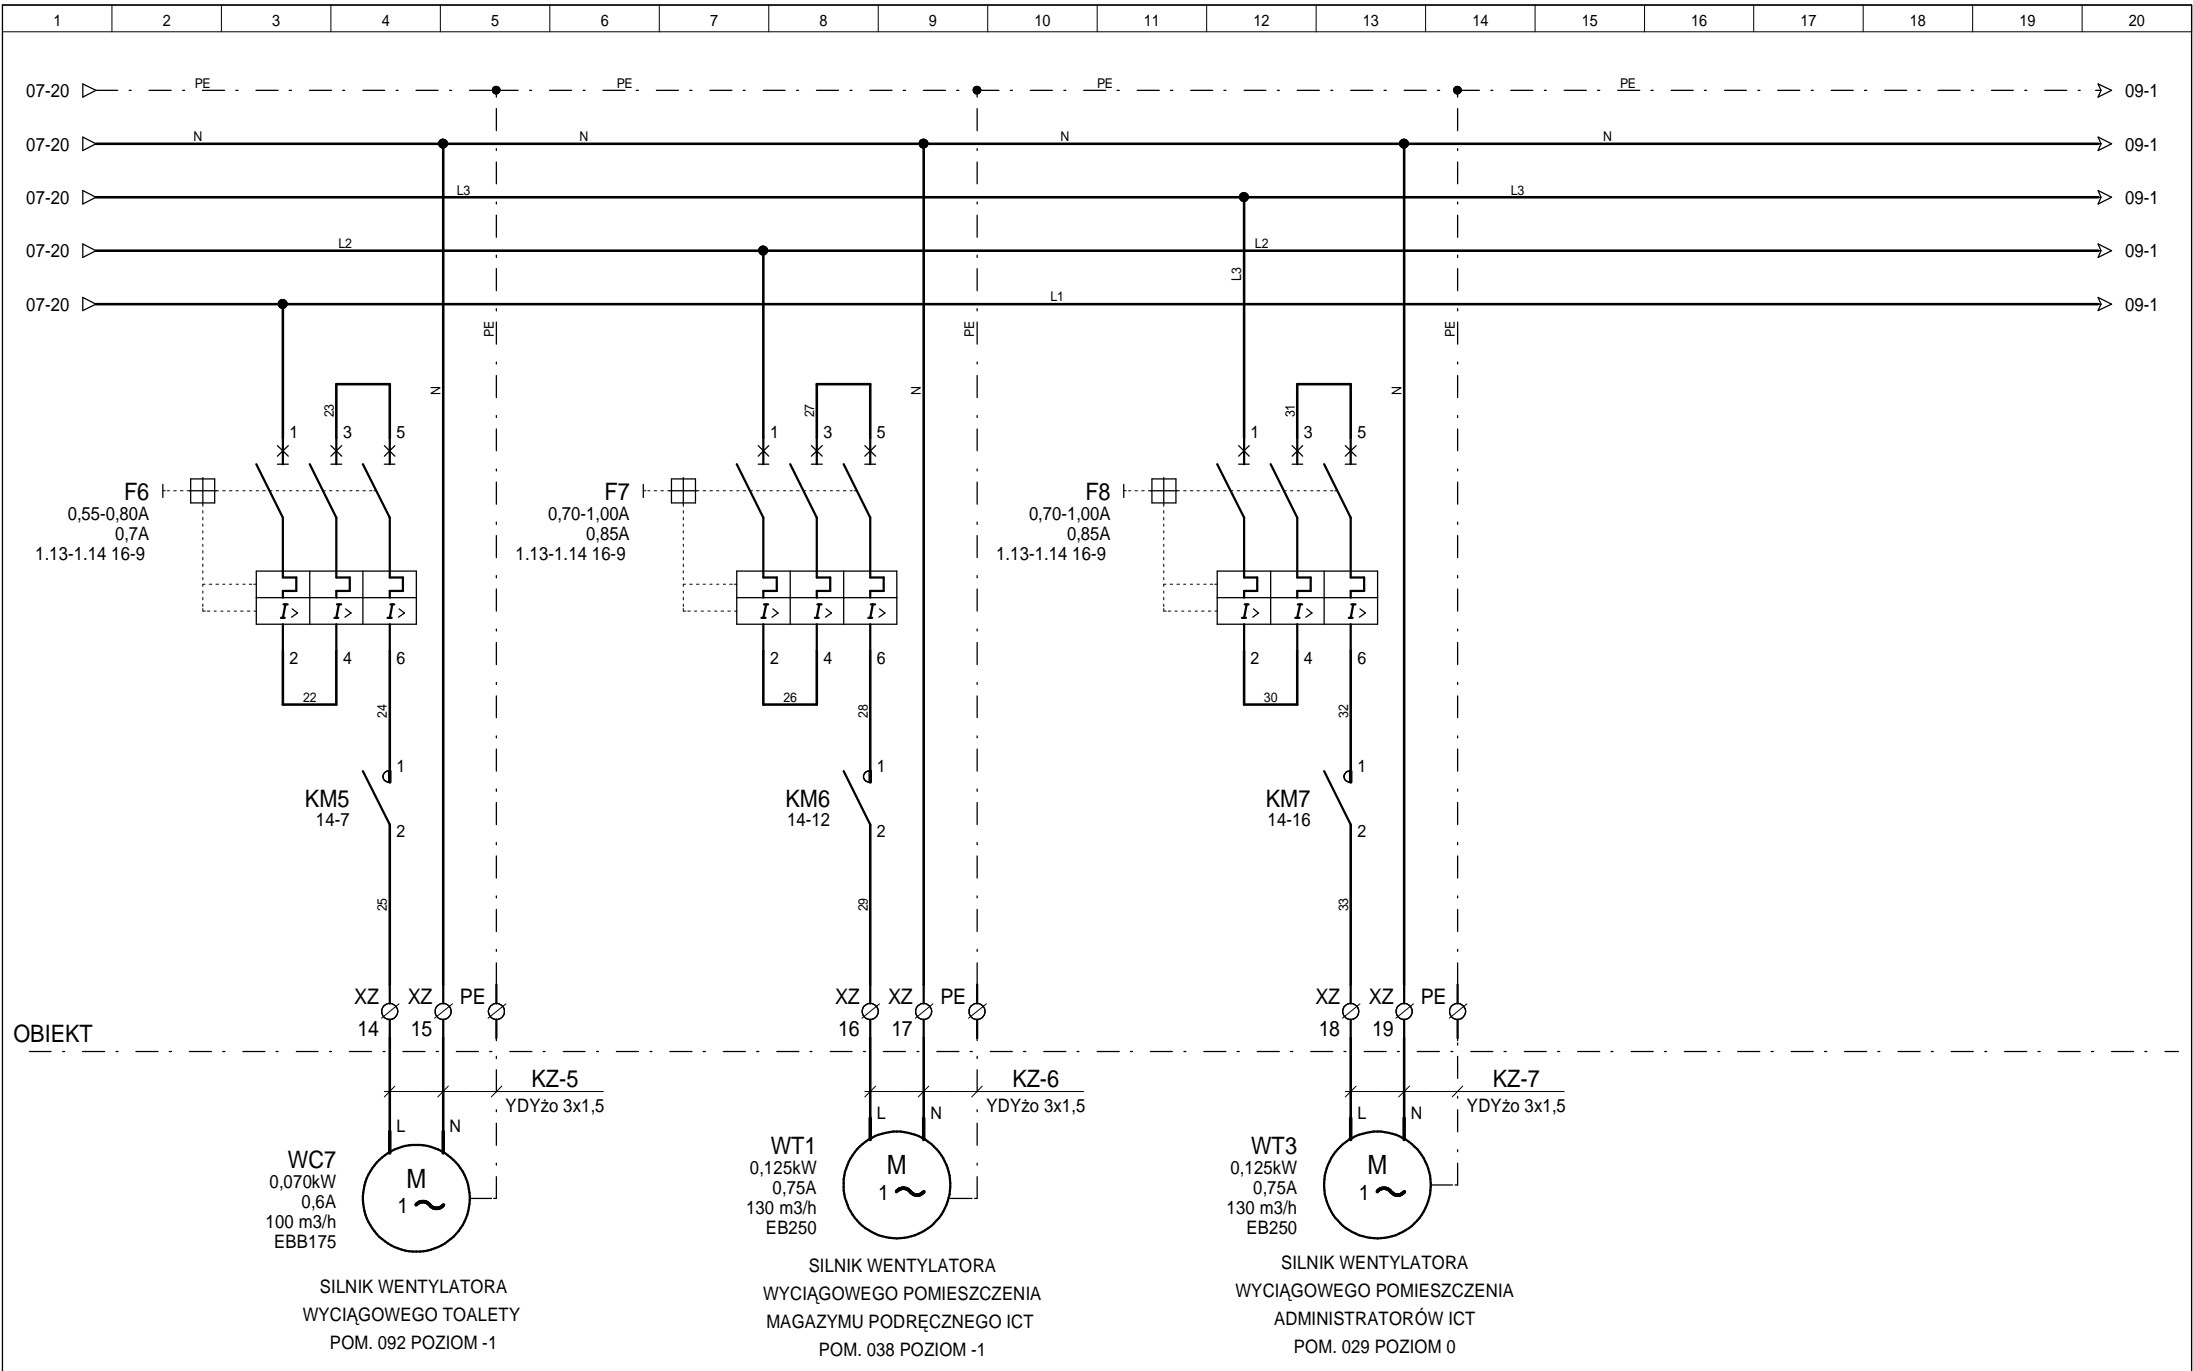 1 2 3 4 5 6 7 8 9 10 11 12 13 14 15 16 17 18 19 20
07-20 PE PE PE PE 09-1
07-20 N N N N 09-1
07-20 L3 L3 09-1
07-20 L2 L2 09-1
L3
07-20 L1 09-1
PE PE PE
23 N 27 N 31 N
1 3 5 1 3 5 1 3 5
F6 F7 F8
0,55-0,80A 0,70-1,00A 0,70-1,00A
0,7A 0,85A 0,85A
1.13-1.14 16-9 1.13-1.14 16-9 1.13-1.14 16-9
I> I> I> I> I> I> I> I> I>
2 4 6 2 4 6 2 4 6
22 24 26 28 30 32
1 1 1
KM5 KM6 KM7
14-7 14-12 14-16
2 2 2
25 29 33
XZ XZ PE XZ XZ PE XZ XZ PE
14 15 16 17 18 19
OBIEKT
KZ-5 KZ-6 KZ-7
YDYżo 3x1,5 YDYżo 3x1,5 YDYżo 3x1,5
L N L N L N
WC7
0,070kW
0,6A
100 m3/h
EBB175
M
1
SILNIK WENTYLATORA
WYCIĄGOWEGO TOALETY
POM. 092 POZIOM -1
WT1
0,125kW
0,75A
130 m3/h
EB250
M
1
SILNIK WENTYLATORA
WYCIĄGOWEGO POMIESZCZENIA
MAGAZYMU PODRĘCZNEGO ICT
POM. 038 POZIOM -1
WT3
0,125kW
0,75A
130 m3/h
EB250
M
1
SILNIK WENTYLATORA
WYCIĄGOWEGO POMIESZCZENIA
ADMINISTRATORÓW ICT
POM. 029 POZIOM 0